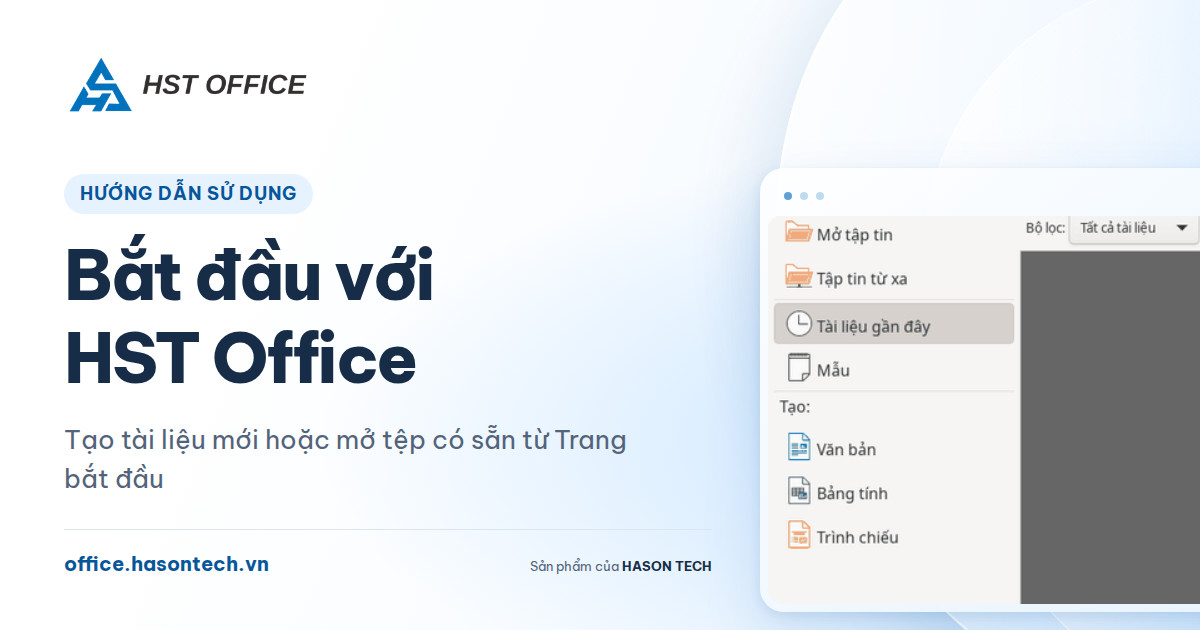 HST OFFICE
HƯỚNG DẪN SỬ DỤNG
Bắt đầu với
HST Office
Tạo tài liệu mới hoặc mở tệp có sẵn từ Trang
bắt đầu
office.hasontech.vn
Sản phẩm của HASON TECH
Mở tập tin
Tập tin từ xa
Tài liệu gần đây
Mẫu
Tạo:
Văn bản
Bảng tính
Trình chiếu
Bộ lọc: Tất cả tài liệu